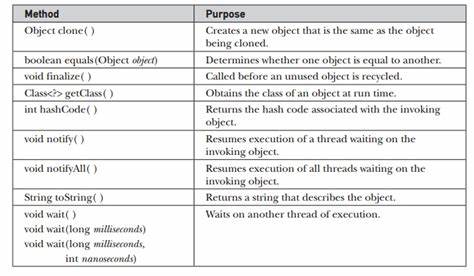 Method Purpose
Object clone( ) Creates a new object that is the same as the object
being cloned.
boolean equals(Object object) Determines whether one object is equal to another.
void finalize( ) Called before an unused object is recycled.
Class<?> getClass( ) Obtains the class of an object at run time.
int hashCode( ) Returns the hash code associated with the invoking
object.
void notify( ) Resumes execution of a thread waiting on the
invoking object.
void notifyAll( ) Resumes execution of all threads waiting on the
invoking object.
String toString( ) Returns a string that describes the object.
void wait( ) Waits on another thread of execution.
void wait(long milliseconds)
void wait(long milliseconds,
int nanoseconds)